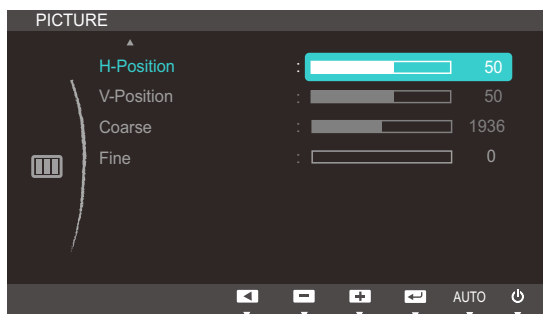 PICTURE
H-Position : 50
V-Position : 50
Coarse : 1936
Fine : 0
AUTO